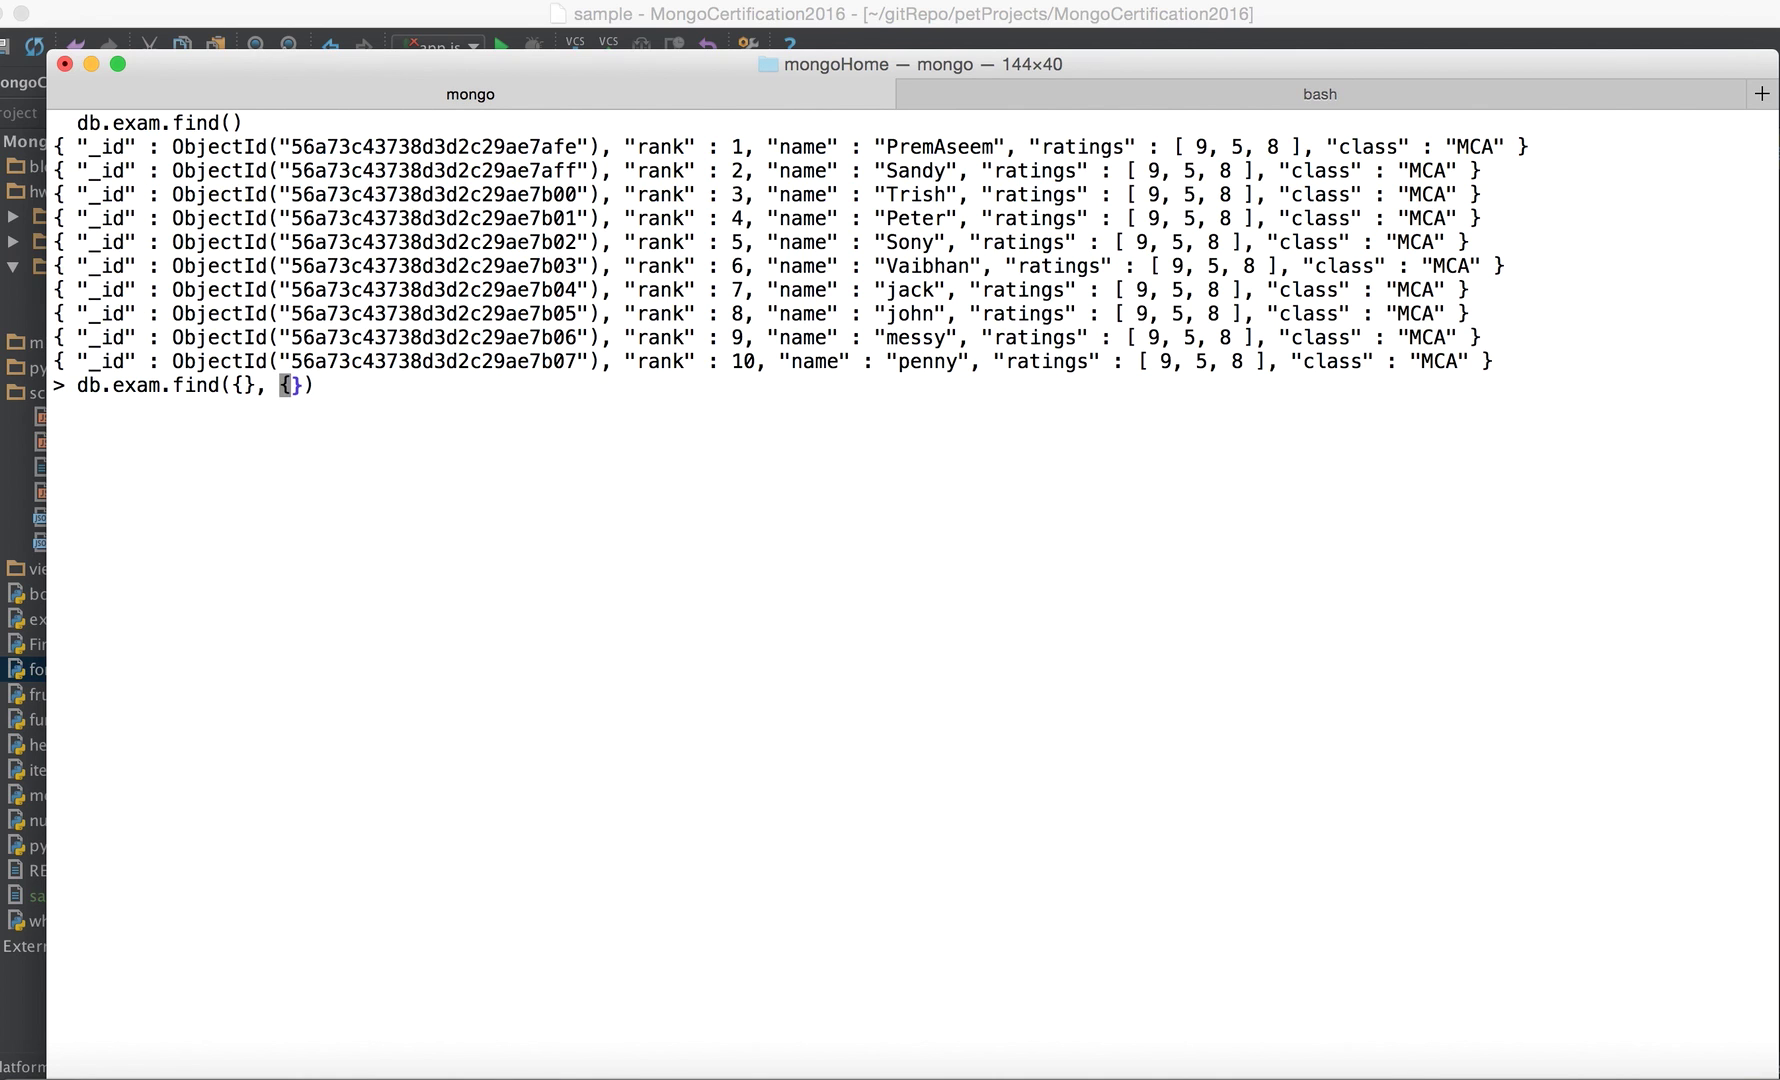 sample - MongoCertification2016 - [~/gitRepo/petProjects/MongoCertification2016]
app.js
VCS VCS ?
mongoHome — mongo — 144×40
mongo
bash
+
db.exam.find()
{ "_id" : ObjectId("56a73c43738d3d2c29ae7afe"), "rank" : 1, "name" : "PremAseem", "ratings" : [ 9, 5, 8 ], "class" : "MCA" }
{ "_id" : ObjectId("56a73c43738d3d2c29ae7aff"), "rank" : 2, "name" : "Sandy", "ratings" : [ 9, 5, 8 ], "class" : "MCA" }
{ "_id" : ObjectId("56a73c43738d3d2c29ae7b00"), "rank" : 3, "name" : "Trish", "ratings" : [ 9, 5, 8 ], "class" : "MCA" }
{ "_id" : ObjectId("56a73c43738d3d2c29ae7b01"), "rank" : 4, "name" : "Peter", "ratings" : [ 9, 5, 8 ], "class" : "MCA" }
{ "_id" : ObjectId("56a73c43738d3d2c29ae7b02"), "rank" : 5, "name" : "Sony", "ratings" : [ 9, 5, 8 ], "class" : "MCA" }
{ "_id" : ObjectId("56a73c43738d3d2c29ae7b03"), "rank" : 6, "name" : "Vaibhan", "ratings" : [ 9, 5, 8 ], "class" : "MCA" }
{ "_id" : ObjectId("56a73c43738d3d2c29ae7b04"), "rank" : 7, "name" : "jack", "ratings" : [ 9, 5, 8 ], "class" : "MCA" }
{ "_id" : ObjectId("56a73c43738d3d2c29ae7b05"), "rank" : 8, "name" : "john", "ratings" : [ 9, 5, 8 ], "class" : "MCA" }
{ "_id" : ObjectId("56a73c43738d3d2c29ae7b06"), "rank" : 9, "name" : "messy", "ratings" : [ 9, 5, 8 ], "class" : "MCA" }
{ "_id" : ObjectId("56a73c43738d3d2c29ae7b07"), "rank" : 10, "name" : "penny", "ratings" : [ 9, 5, 8 ], "class" : "MCA" }
> db.exam.find({}, {})
ongoC
roject
Mong
bl
hw
m
py
sc
vie
bo
ex
Fin
for
fru
fun
he
ite
mo
nu
py
RE
sa
wh
Extern
latform